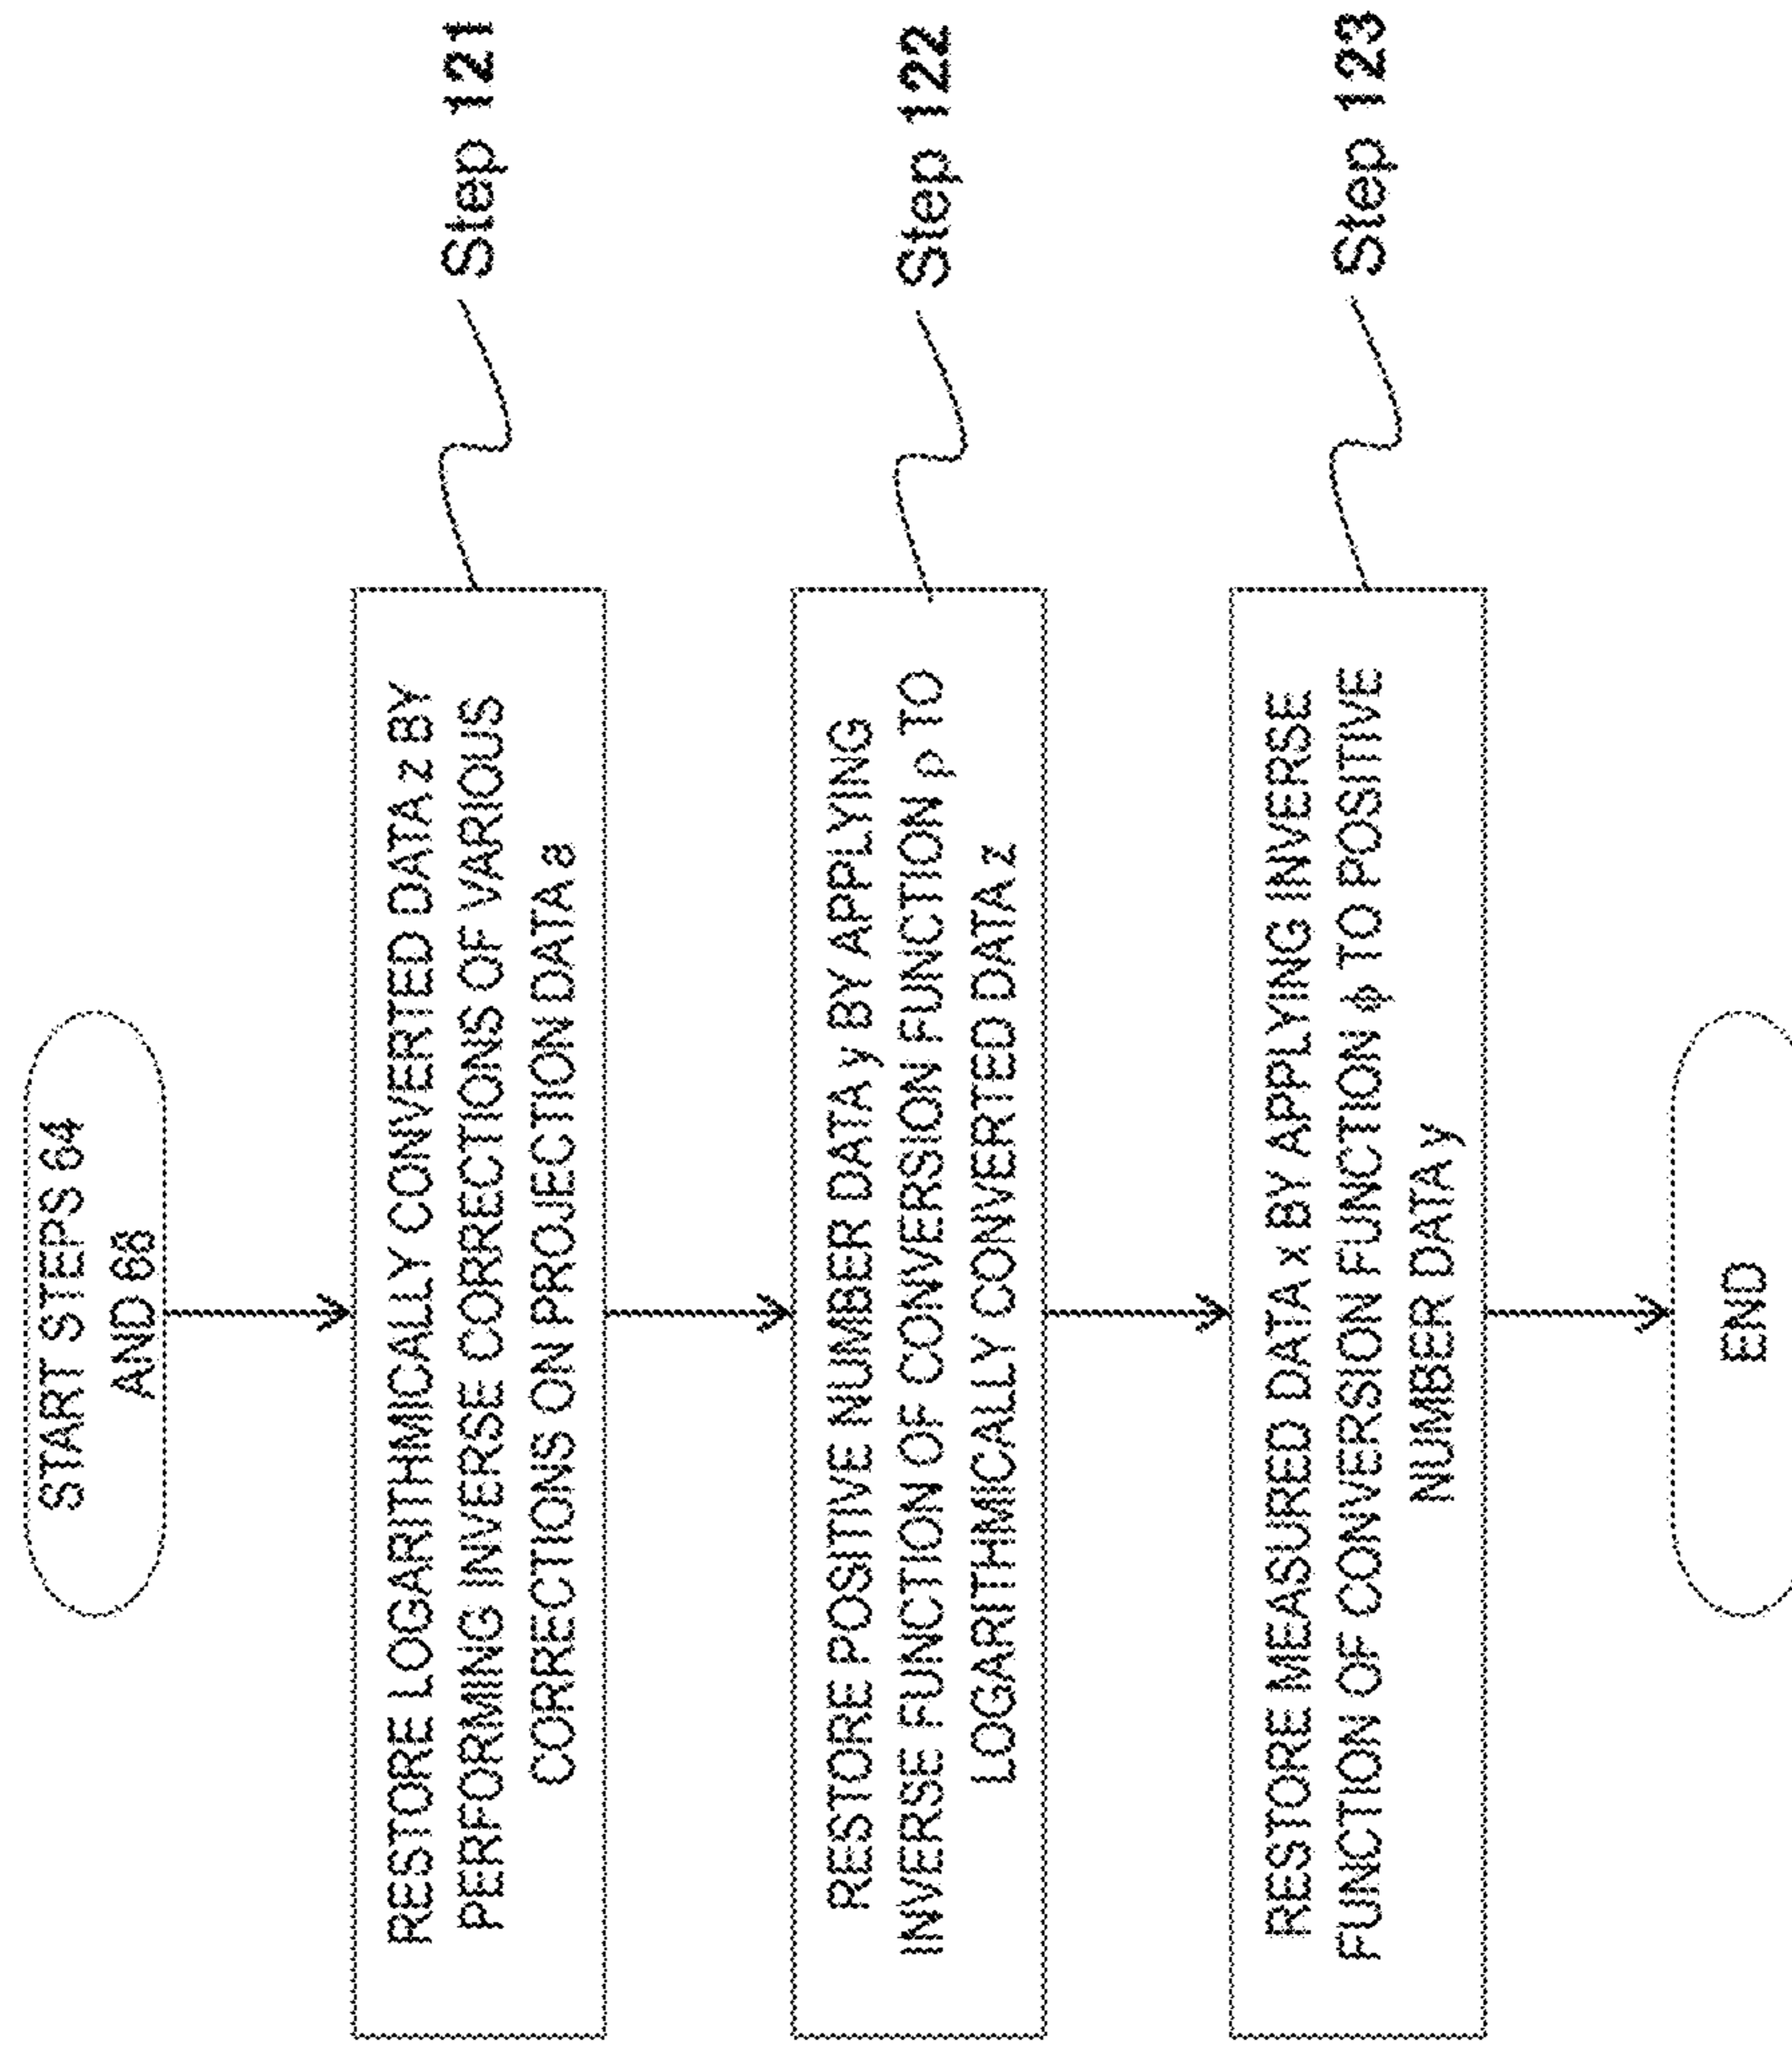 START STEPS 64
AND 68
RESTORE LOGARITHMICALLY CONVERTED DATA z BY
PERFORMING INVERSE CORRECTIONS OF VARIOUS
CORRECTIONS ON PROJECTION DATA a
Step 121
RESTORE POSITIVE NUMBER DATA y BY APPLYING
INVERSE FUNCTION OF CONVERSION FUNCTION ρ TO
LOGARITHMICALLY CONVERTED DATA z
Step 122
RESTORE MEASURED DATA x BY APPLYING INVERSE
FUNCTION OF CONVERSION FUNCTION ϕ TO POSITIVE
NUMBER DATA y
Step 123
END